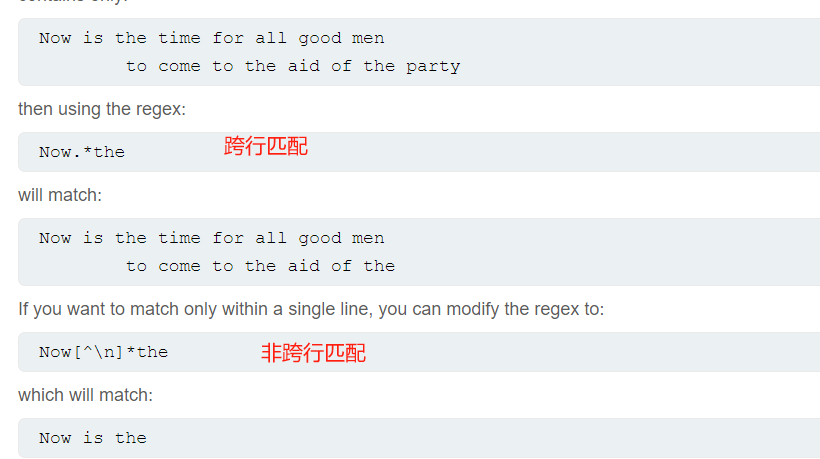 Now is the time for all good men
to come to the aid of the party
then using the regex:
Now.*the 跨行匹配
will match:
Now is the time for all good men
to come to the aid of the
If you want to match only within a single line, you can modify the regex to:
Now[^\n]*the 非跨行匹配
which will match:
Now is the